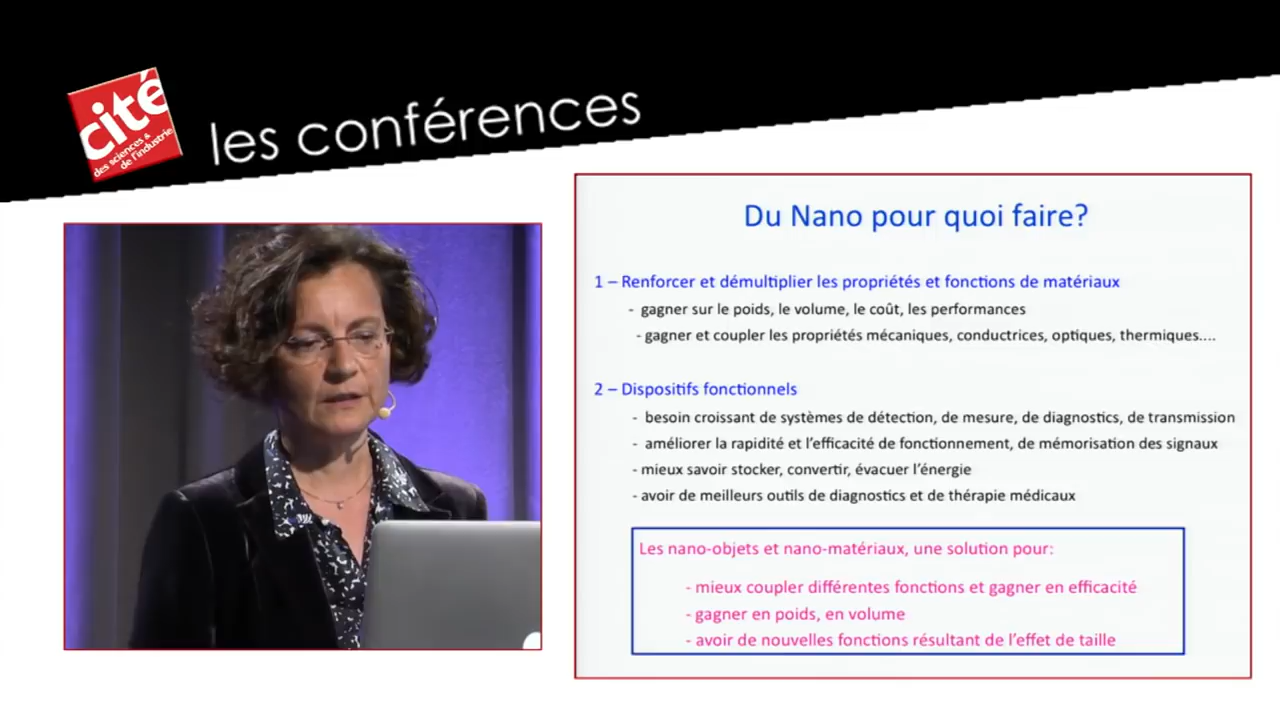 cité
des sciences &
de l'industrie
les conférences
Du Nano pour quoi faire?
1 – Renforcer et démultiplier les propriétés et fonctions de matériaux
- gagner sur le poids, le volume, le coût, les performances
- gagner et coupler les propriétés mécaniques, conductrices, optiques, thermiques....
2 – Dispositifs fonctionnels
- besoin croissant de systèmes de détection, de mesure, de diagnostics, de transmission
- améliorer la rapidité et l'efficacité de fonctionnement, de mémorisation des signaux
- mieux savoir stocker, convertir, évacuer l'énergie
- avoir de meilleurs outils de diagnostics et de thérapie médicaux
Les nano-objets et nano-matériaux, une solution pour:
- mieux coupler différentes fonctions et gagner en efficacité
- gagner en poids, en volume
- avoir de nouvelles fonctions résultant de l'effet de taille